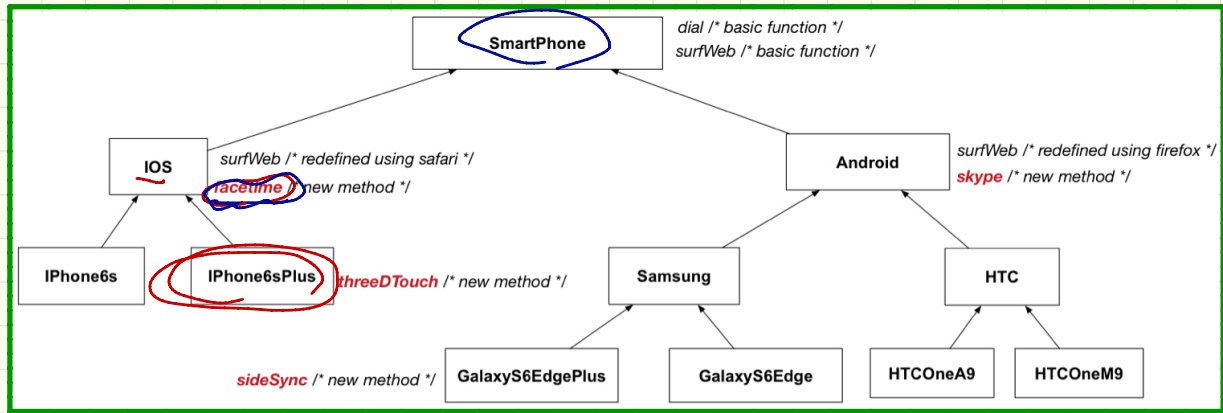 SmartPhone
dial /* basic function */
surfWeb /* basic function */
IOS
surfWeb /* redefined using safari */
facetime /* new method */
Android
surfWeb /* redefined using firefox */
skype /* new method */
IPhone6s
IPhone6sPlus
threeDTouch /* new method */
Samsung
HTC
sideSync /* new method */
GalaxyS6EdgePlus
GalaxyS6Edge
HTCOneA9
HTCOneM9